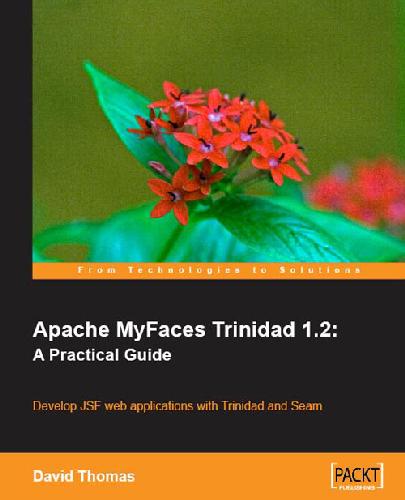 From Technologies to Solutions
Apache MyFaces Trinidad 1.2:
A Practical Guide
Develop JSF web applications with Trinidad and Seam
David Thomas
PACKT
PUBLISHING